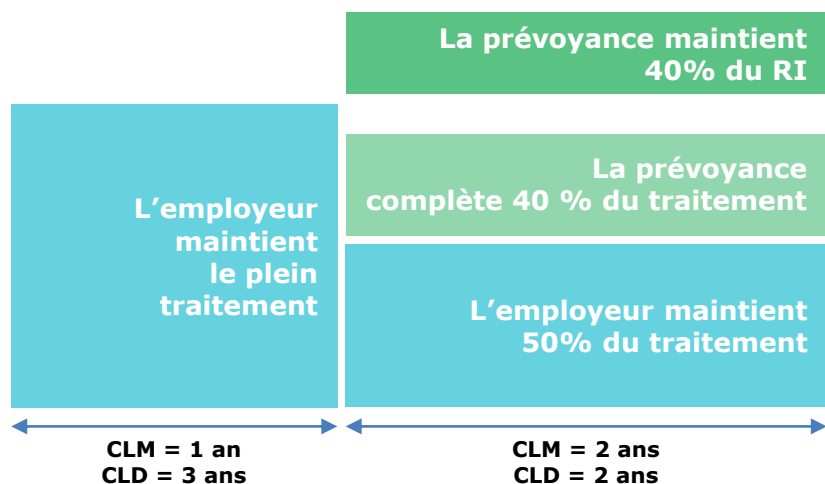 La prévoyance maintient
40% du RI
L’employeur
maintient
le plein
traitement
La prévoyance
complète 40 % du traitement
L’employeur maintient
50% du traitement
CLM = 1 an
CLD = 3 ans
CLM = 2 ans
CLD = 2 ans